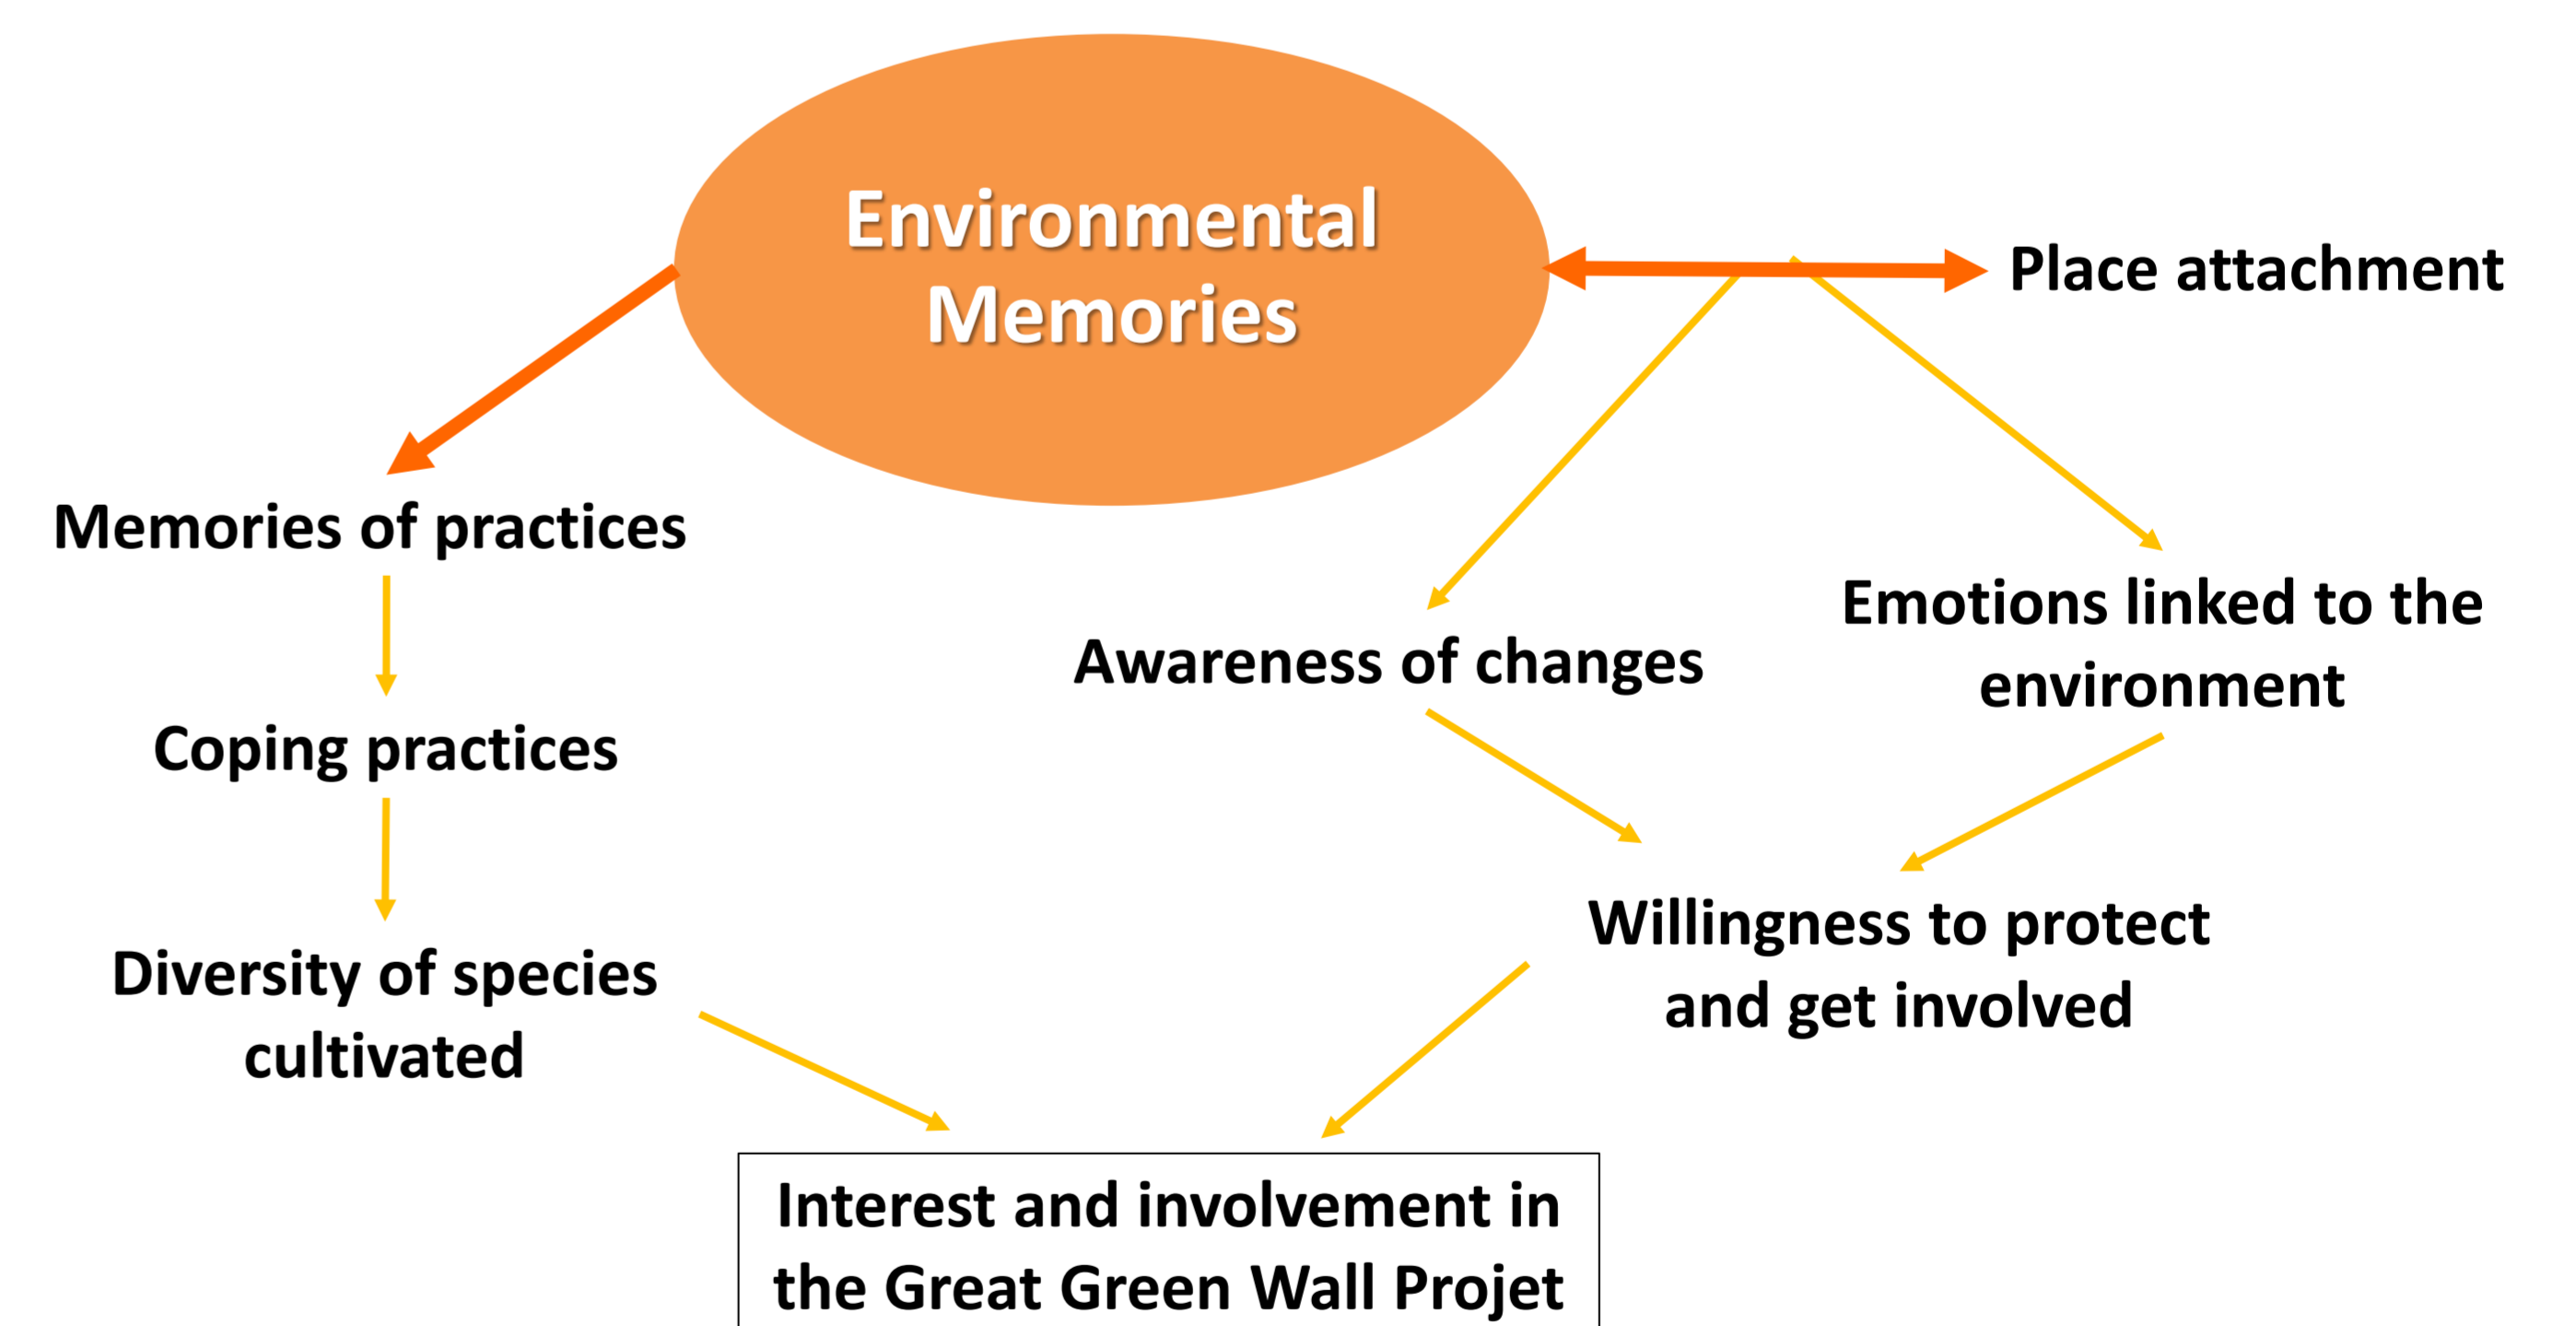 Environmental
Memories
Place attachment
Memories of practices
Emotions linked to the
environment
Awareness of changes
Coping practices
Willingness to protect
and get involved
Diversity of species
cultivated
Interest and involvement in
the Great Green Wall Projet